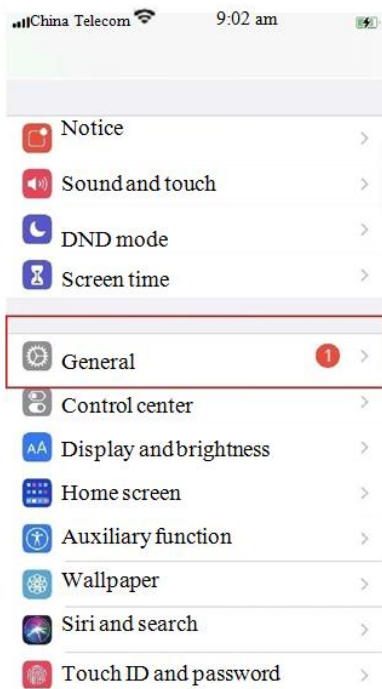 China Telecom 9:02 am
Notice
Sound and touch
DND mode
Screen time
General 1
Control center
AA Display and brightness
Home screen
Auxiliary function
Wallpaper
Siri and search
Touch ID and password